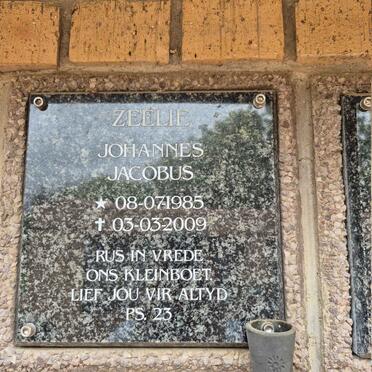 ZEELIE
JOHANNES
JACOBUS
★ 08-07-1985
✝ 03-03-2009
RUS IN VREDE
ONS KLEINBOET
LIEF JOU VIR ALTYD
PS. 23